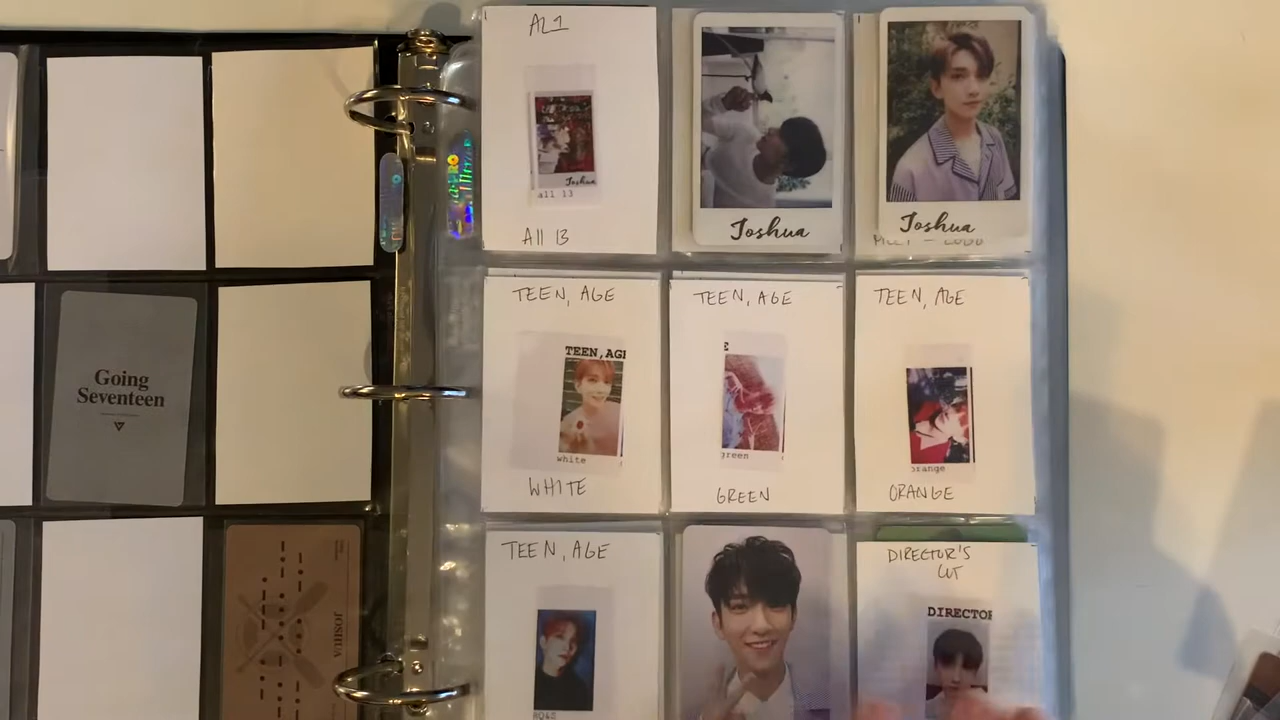 AL1
Joshua
all 13
All 13
Joshua
Joshua
TEEN, AGE
TEEN,AGE
white
WHITE
TEEN, AGE
E
green
GREEN
TEEN, AGE
orange
ORANGE
Going
Seventeen
TEEN, AGE
DIRECTOR'S
CUT
DIRECTOR
JOSHUA